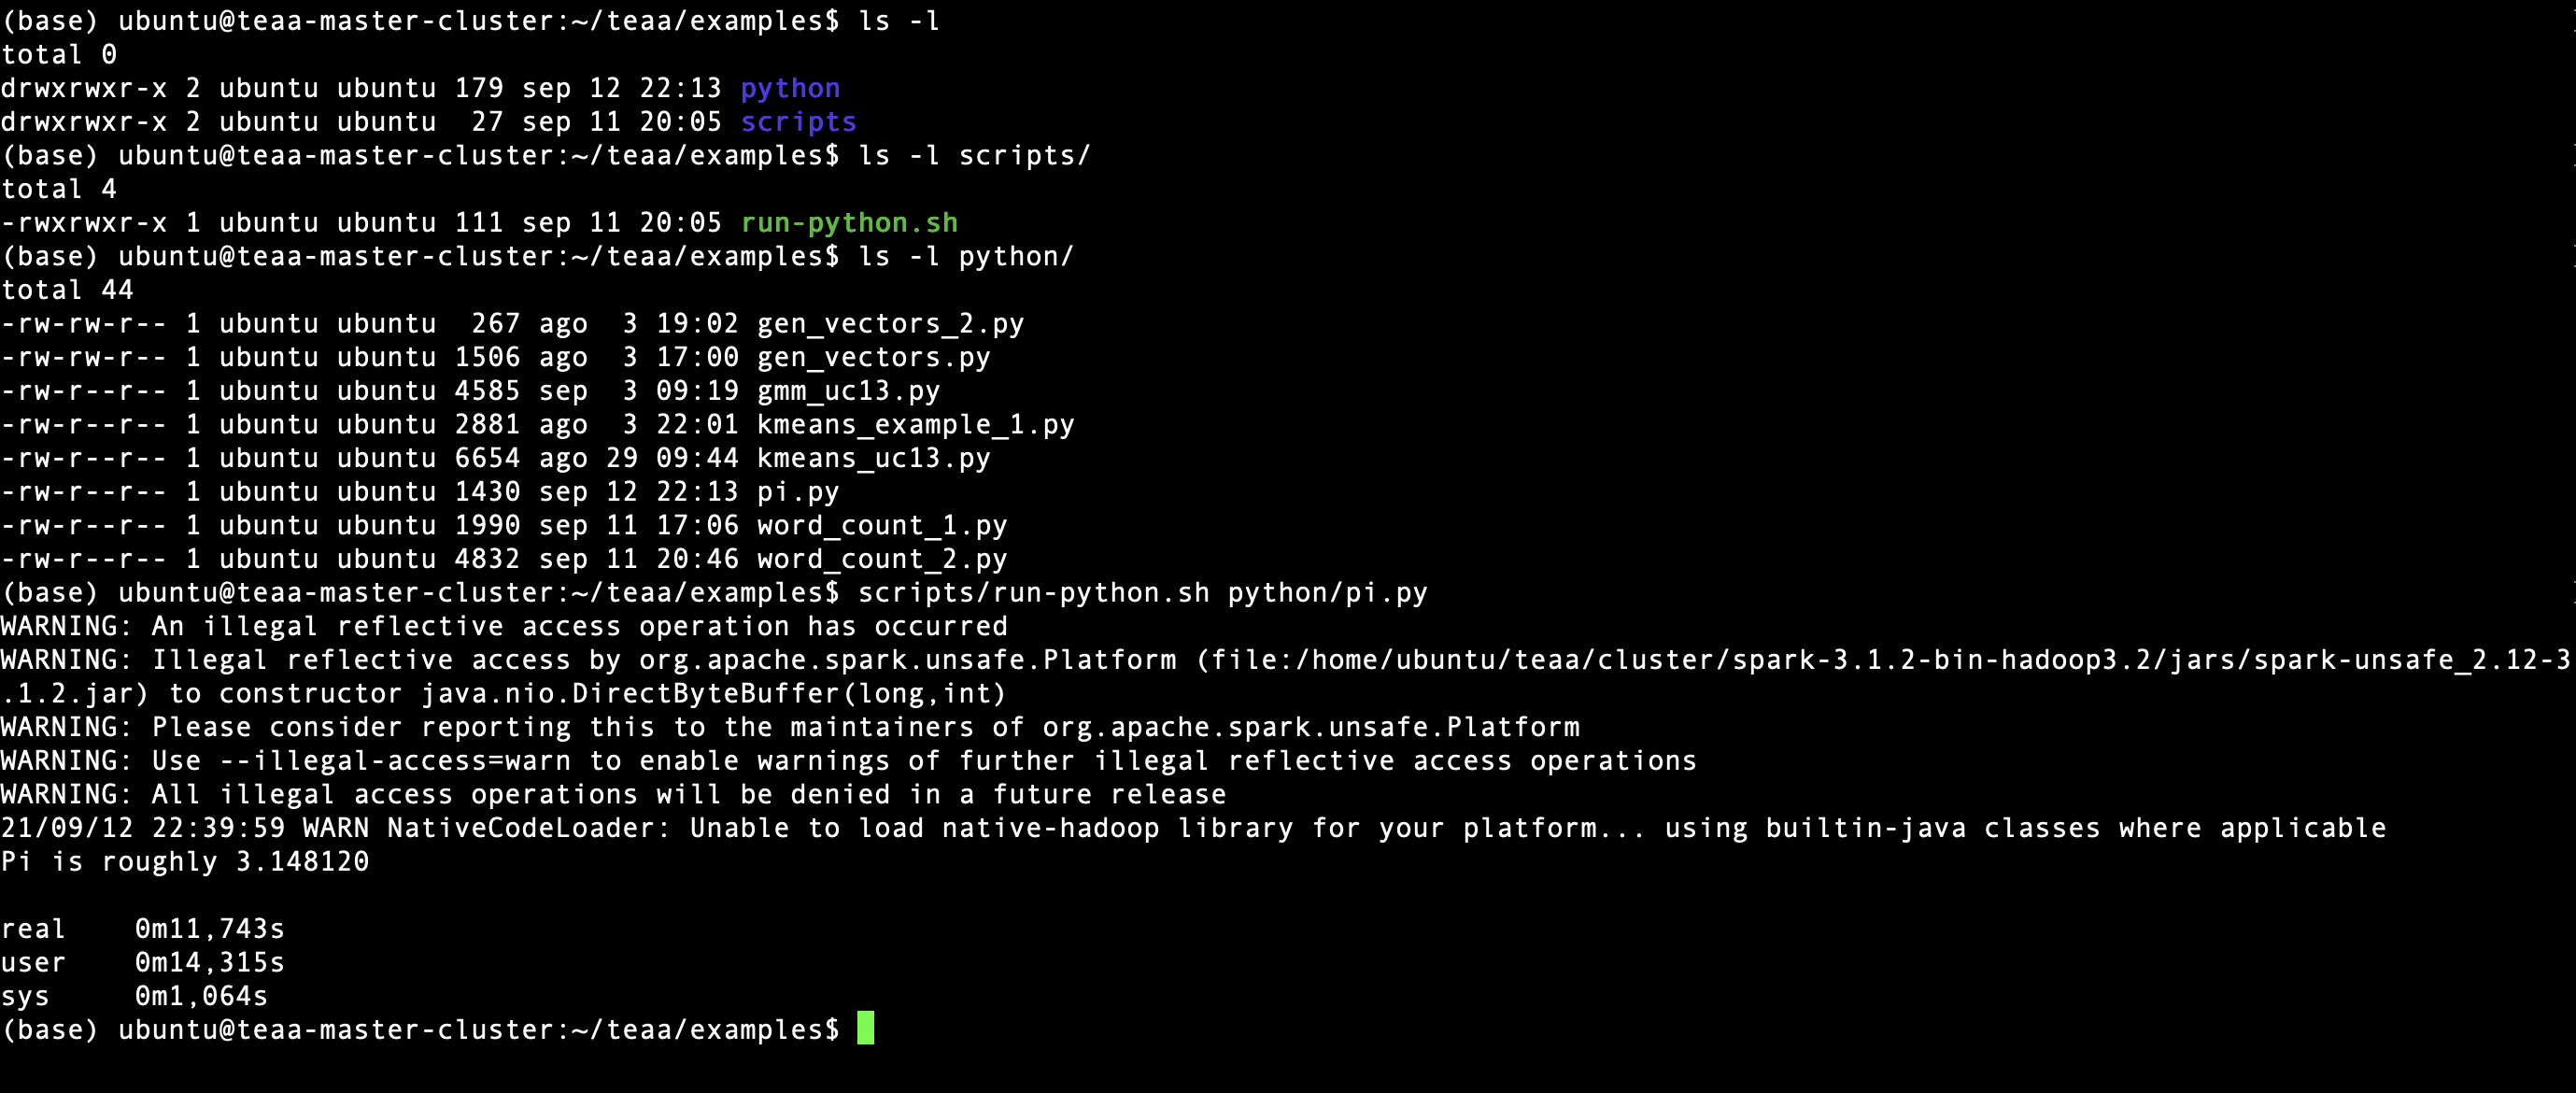 (base) ubuntu@teaa-master-cluster:~/teaa/examples$ ls -l
total 0
drwxrwxr-x 2 ubuntu ubuntu 179 sep 12 22:13 python
drwxrwxr-x 2 ubuntu ubuntu  27 sep 11 20:05 scripts
(base) ubuntu@teaa-master-cluster:~/teaa/examples$ ls -l scripts/
total 4
-rwxrwxr-x 1 ubuntu ubuntu 111 sep 11 20:05 run-python.sh
(base) ubuntu@teaa-master-cluster:~/teaa/examples$ ls -l python/
total 44
-rw-rw-r-- 1 ubuntu ubuntu  267 ago  3 19:02 gen_vectors_2.py
-rw-rw-r-- 1 ubuntu ubuntu 1506 ago  3 17:00 gen_vectors.py
-rw-r--r-- 1 ubuntu ubuntu 4585 sep  3 09:19 gmm_uc13.py
-rw-r--r-- 1 ubuntu ubuntu 2881 ago  3 22:01 kmeans_example_1.py
-rw-r--r-- 1 ubuntu ubuntu 6654 ago 29 09:44 kmeans_uc13.py
-rw-r--r-- 1 ubuntu ubuntu 1430 sep 12 22:13 pi.py
-rw-r--r-- 1 ubuntu ubuntu 1990 sep 11 17:06 word_count_1.py
-rw-r--r-- 1 ubuntu ubuntu 4832 sep 11 20:46 word_count_2.py
(base) ubuntu@teaa-master-cluster:~/teaa/examples$ scripts/run-python.sh python/pi.py
WARNING: An illegal reflective access operation has occurred
WARNING: Illegal reflective access by org.apache.spark.unsafe.Platform (file:/home/ubuntu/teaa/cluster/spark-3.1.2-bin-hadoop3.2/jars/spark-unsafe_2.12-3
.1.2.jar) to constructor java.nio.DirectByteBuffer(long,int)
WARNING: Please consider reporting this to the maintainers of org.apache.spark.unsafe.Platform
WARNING: Use --illegal-access=warn to enable warnings of further illegal reflective access operations
WARNING: All illegal access operations will be denied in a future release
21/09/12 22:39:59 WARN NativeCodeLoader: Unable to load native-hadoop library for your platform... using builtin-java classes where applicable
Pi is roughly 3.148120

real    0m11,743s
user    0m14,315s
sys     0m1,064s
(base) ubuntu@teaa-master-cluster:~/teaa/examples$